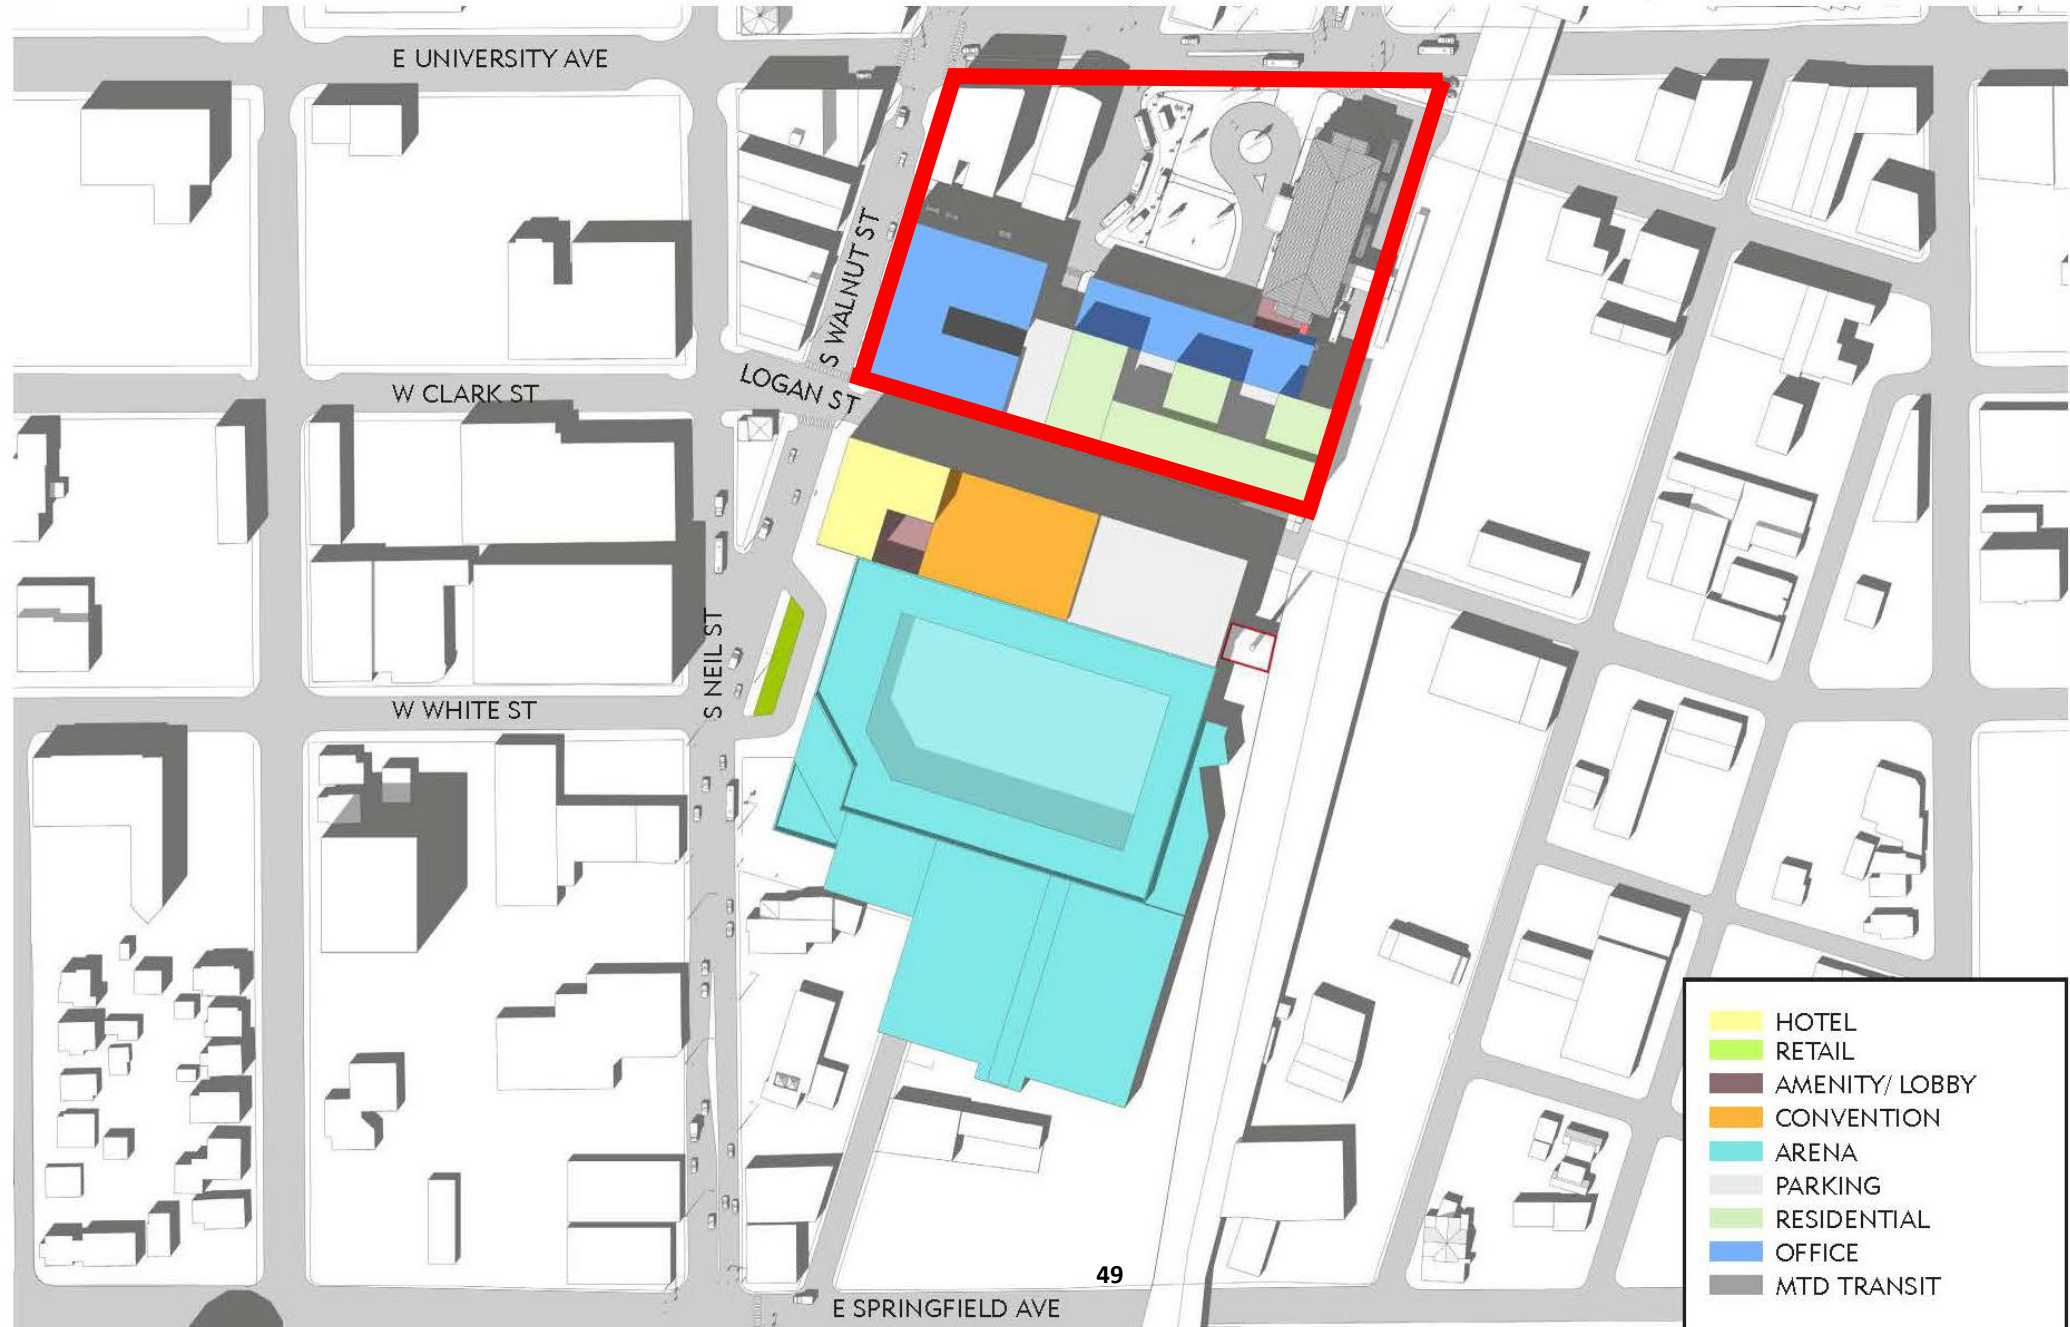 E UNIVERSITY AVE
S WALNUT ST
LOGAN ST
W CLARK ST
S NEIL ST
W WHITE ST
HOTEL
RETAIL
AMENITY/ LOBBY
CONVENTION
ARENA
PARKING
RESIDENTIAL
OFFICE
MTD TRANSIT
49
E SPRINGFIELD AVE